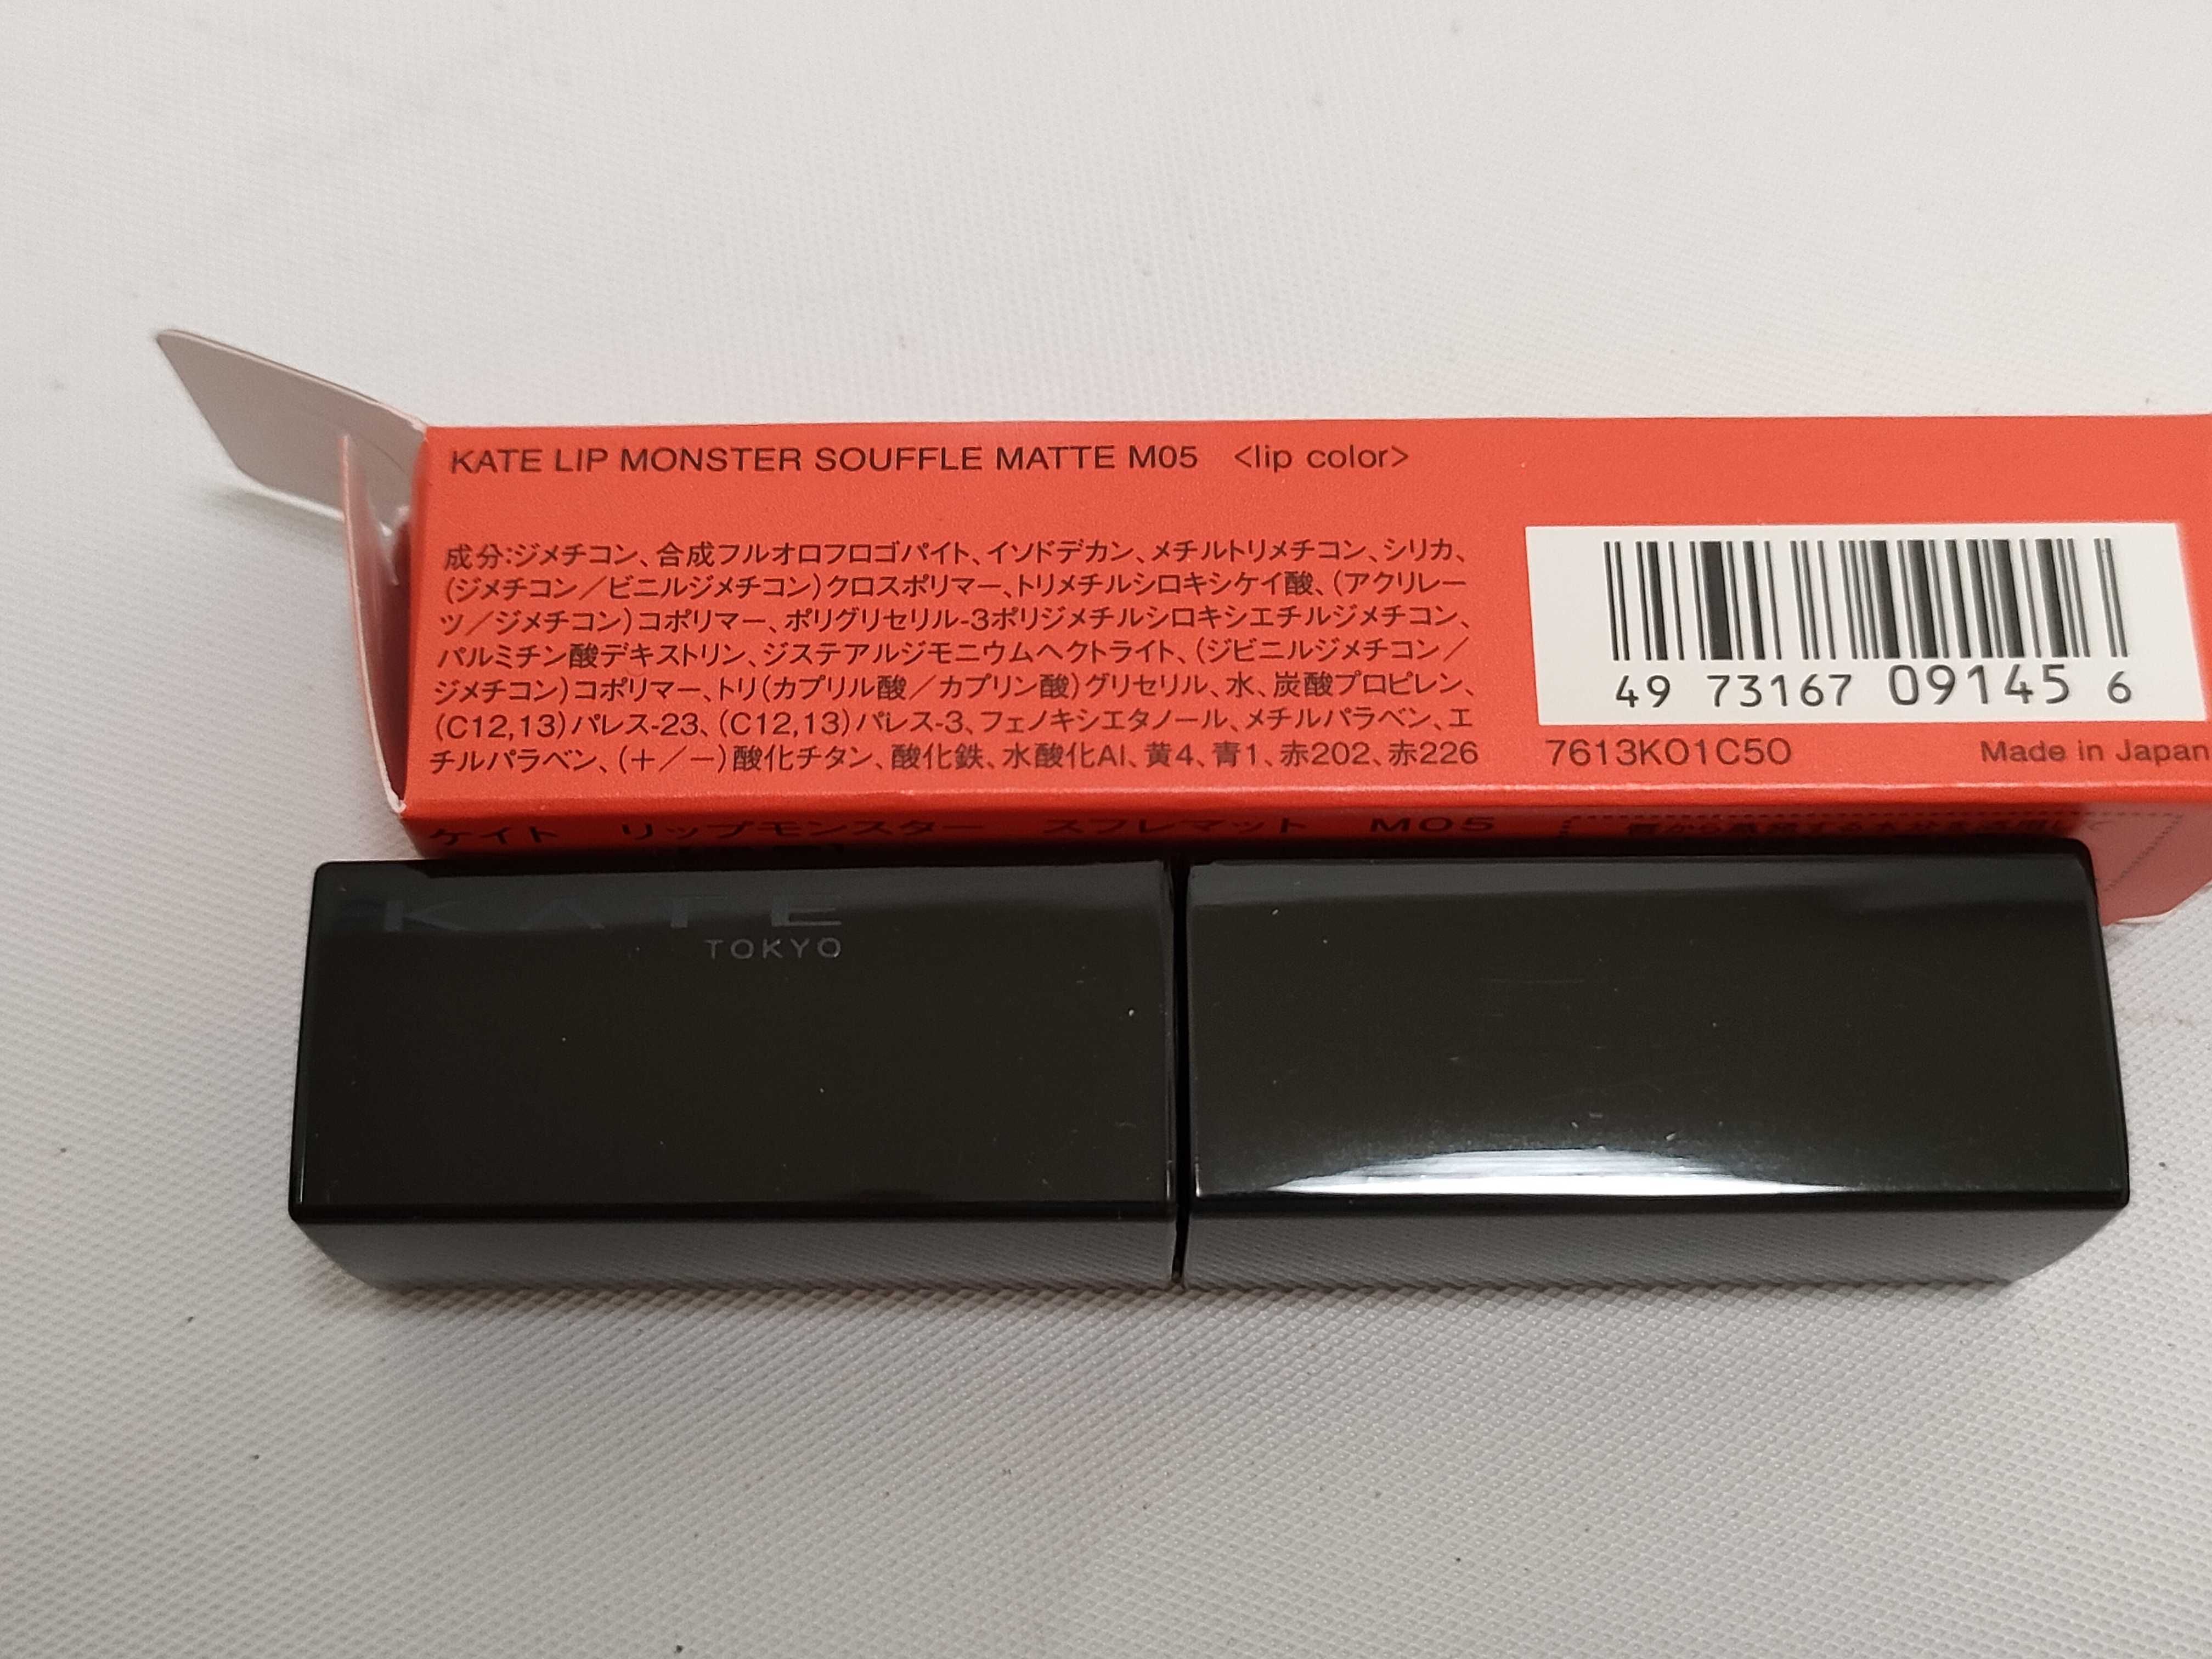 KATE LIP MONSTER SOUFFLE MATTE M05 <lip color>
成分:ジメチコン、合成フルオロフロゴパイト、イソドデカン、メチルトリメチコン、シリカ、
(ジメチコン/ビニルジメチコン)クロスポリマー、トリメチルシロキシケイ酸、(アクリレー
ツ/ジメチコン)コポリマー、ポリグリセリル-3ポリジメチルシロキシエチルジメチコン、
パルミチン酸デキストリン、ジステアルジモニウムヘクトライト、(ジビニルジメチコン/
ジメチコン)コポリマー、トリ(カプリル酸/カプリン酸)グリセリル、水、炭酸プロピレン、
(C12,13)パレス-23、(C12,13)パレス-3、フェノキシエタノール、メチルパラベン、エ
チルパラベン、(+/−)酸化チタン、酸化鉄、水酸化Al、黄4、青1、赤202、赤226
49 73167 09145 6
7613K01C50 Made in Japan
ケイト リップモンスター スフレマット M05
KATE
TOKYO